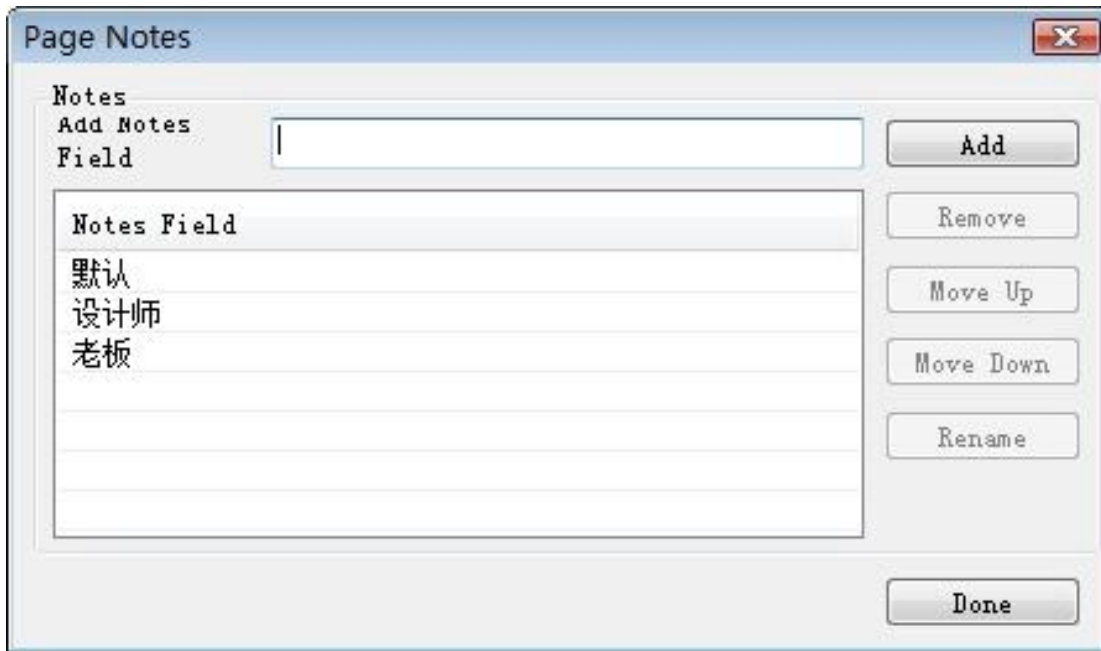 Page Notes
Notes
Add Notes
Field
Add
Notes Field
Remove
默认
设计师
老板
Move Up
Move Down
Rename
Done